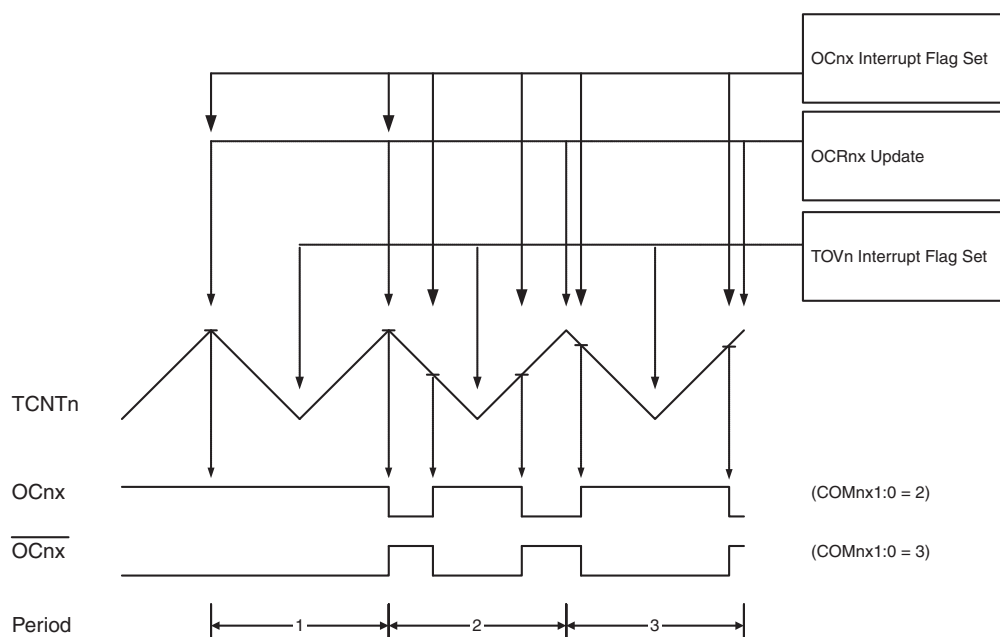 OCnx Interrupt Flag Set
OCRnx Update
TOVn Interrupt Flag Set
TCNTn
OCnx
(COMnx1:0 = 2)
OCnx
(COMnx1:0 = 3)
Period
1
2
3